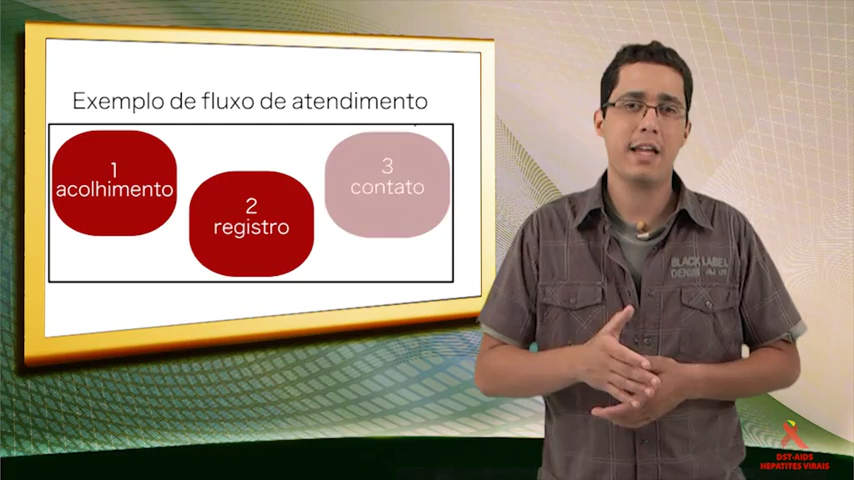 Exemplo de fluxo de atendimento
1
acolhimento
2
registro
3
contato
BLACK LABEL
DENIM
DST-AIDS
HEPATITES VIRAIS